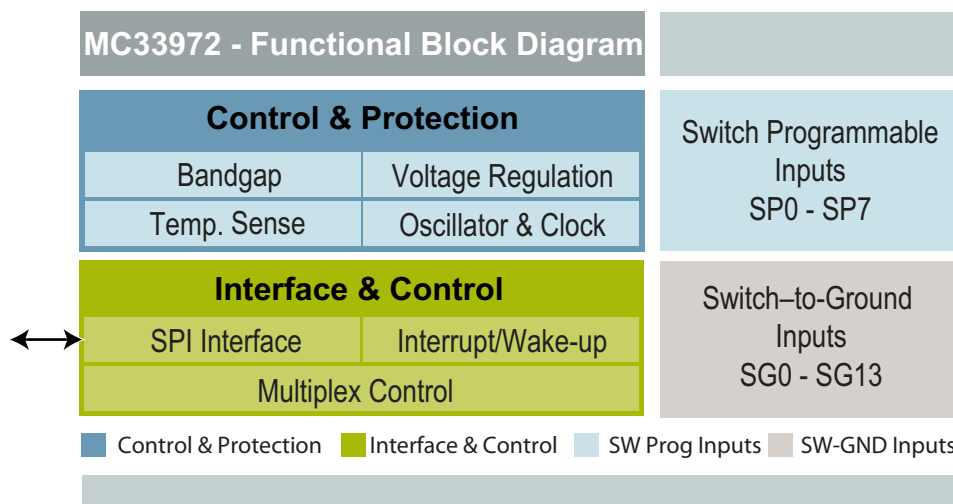 MC33972 - Functional Block Diagram
Control & Protection
Bandgap
Voltage Regulation
Temp. Sense
Oscillator & Clock
Switch Programmable
Inputs
SP0 - SP7
Interface & Control
SPI Interface
Interrupt/Wake-up
Multiplex Control
Switch–to-Ground
Inputs
SG0 - SG13
Control & Protection
Interface & Control
SW Prog Inputs
SW-GND Inputs